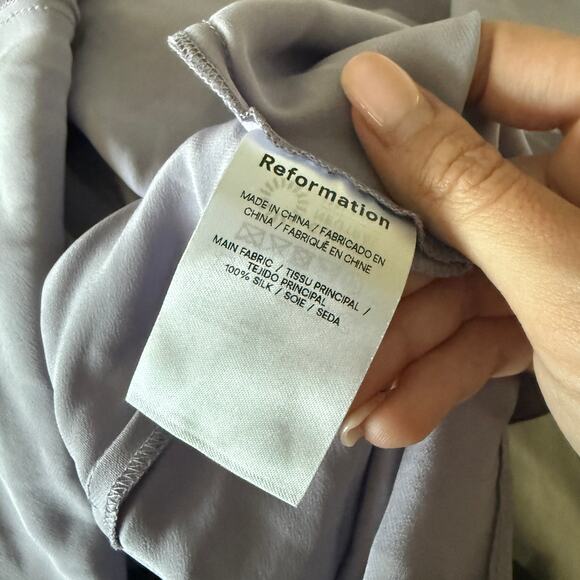 Reformation
MADE IN CHINA / FABRICADO EN
CHINA / FABRIQUÉ EN CHINE
MAIN FABRIC / TISSU PRINCIPAL /
TEJIDO PRINCIPAL
100% SILK / SOIE / SEDA